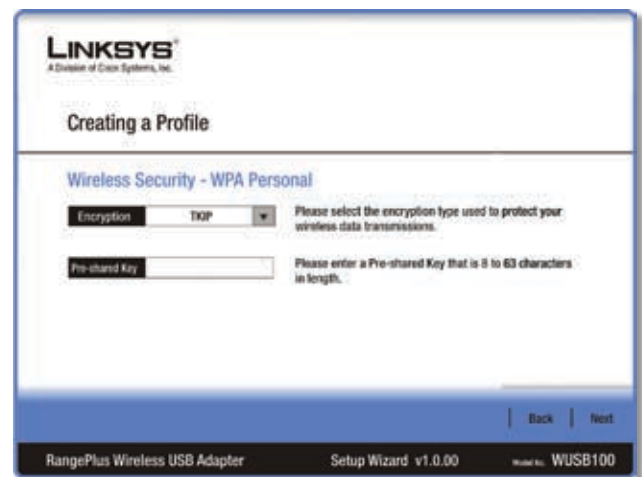 LINKSYS®
A Division of Cisco Systems, Inc.
Creating a Profile
Wireless Security - WPA Personal
Encryption TKIP Please select the encryption type used to protect your
wireless data transmissions.
Pre-shared Key Please enter a Pre-shared Key that is 8 to 63 characters
in length.
Back Next
RangePlus Wireless USB Adapter Setup Wizard v1.0.00 Model No. WUSB100